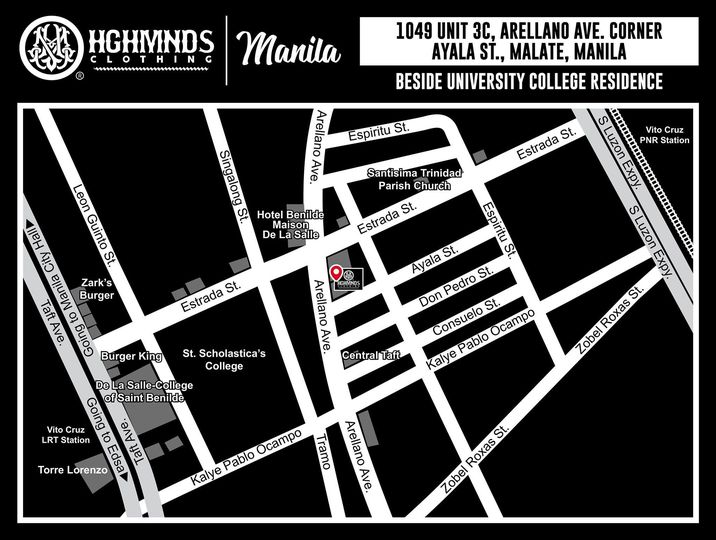 HGHMNDS
CLOTHING
®
Manila
1049 UNIT 3C, ARELLANO AVE. CORNER
AYALA ST., MALATE, MANILA
BESIDE UNIVERSITY COLLEGE RESIDENCE
Arellano Ave.
Espiritu St.
Estrada St.
S Luzon Expy.
Vito Cruz
PNR Station
Singalong St.
Leon Guinto St.
Santisima Trinidad
Parish Church
Hotel Benilde
Maison
De La Salle
Estrada St.
Espiritu St.
S Luzon Expy.
Going to Manila City Hall
Taft Ave.
Ayala St.
HGHMNDS
CLOTHING
Zark's
Burger
Estrada St.
Arellano Ave.
Don Pedro St.
Consuelo St.
Kalye Pablo Ocampo
Zobel Roxas St.
Burger King
St. Scholastica's
College
Central Taft
De La Salle-College
of Saint Benilde
Going to Edsa
Taft Ave.
Vito Cruz
LRT Station
Torre Lorenzo
Kalye Pablo Ocampo
Tramo
Arellano Ave.
Zobel Roxas St.